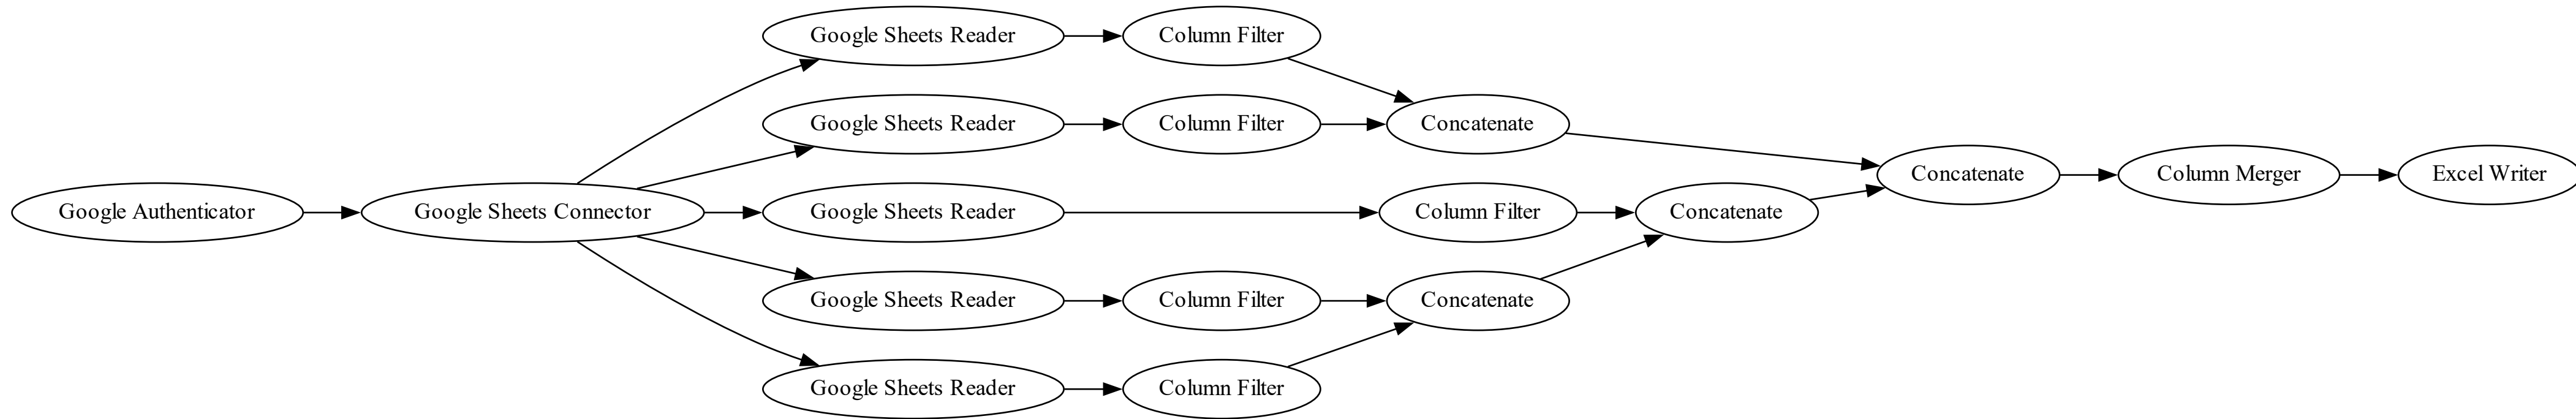 Google Sheets Reader
Column Filter
Google Sheets Reader
Column Filter
Concatenate
Concatenate
Column Merger
Excel Writer
Google Authenticator
Google Sheets Connector
Google Sheets Reader
Column Filter
Concatenate
Google Sheets Reader
Column Filter
Concatenate
Google Sheets Reader
Column Filter